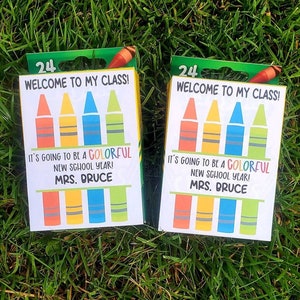 24
WELCOME TO MY CLASS!
IT'S GOING TO BE A COLORFUL
NEW SCHOOL YEAR!
MRS. BRUCE
24
WELCOME TO MY CLASS!
IT'S GOING TO BE A COLORFUL
NEW SCHOOL YEAR!
MRS. BRUCE